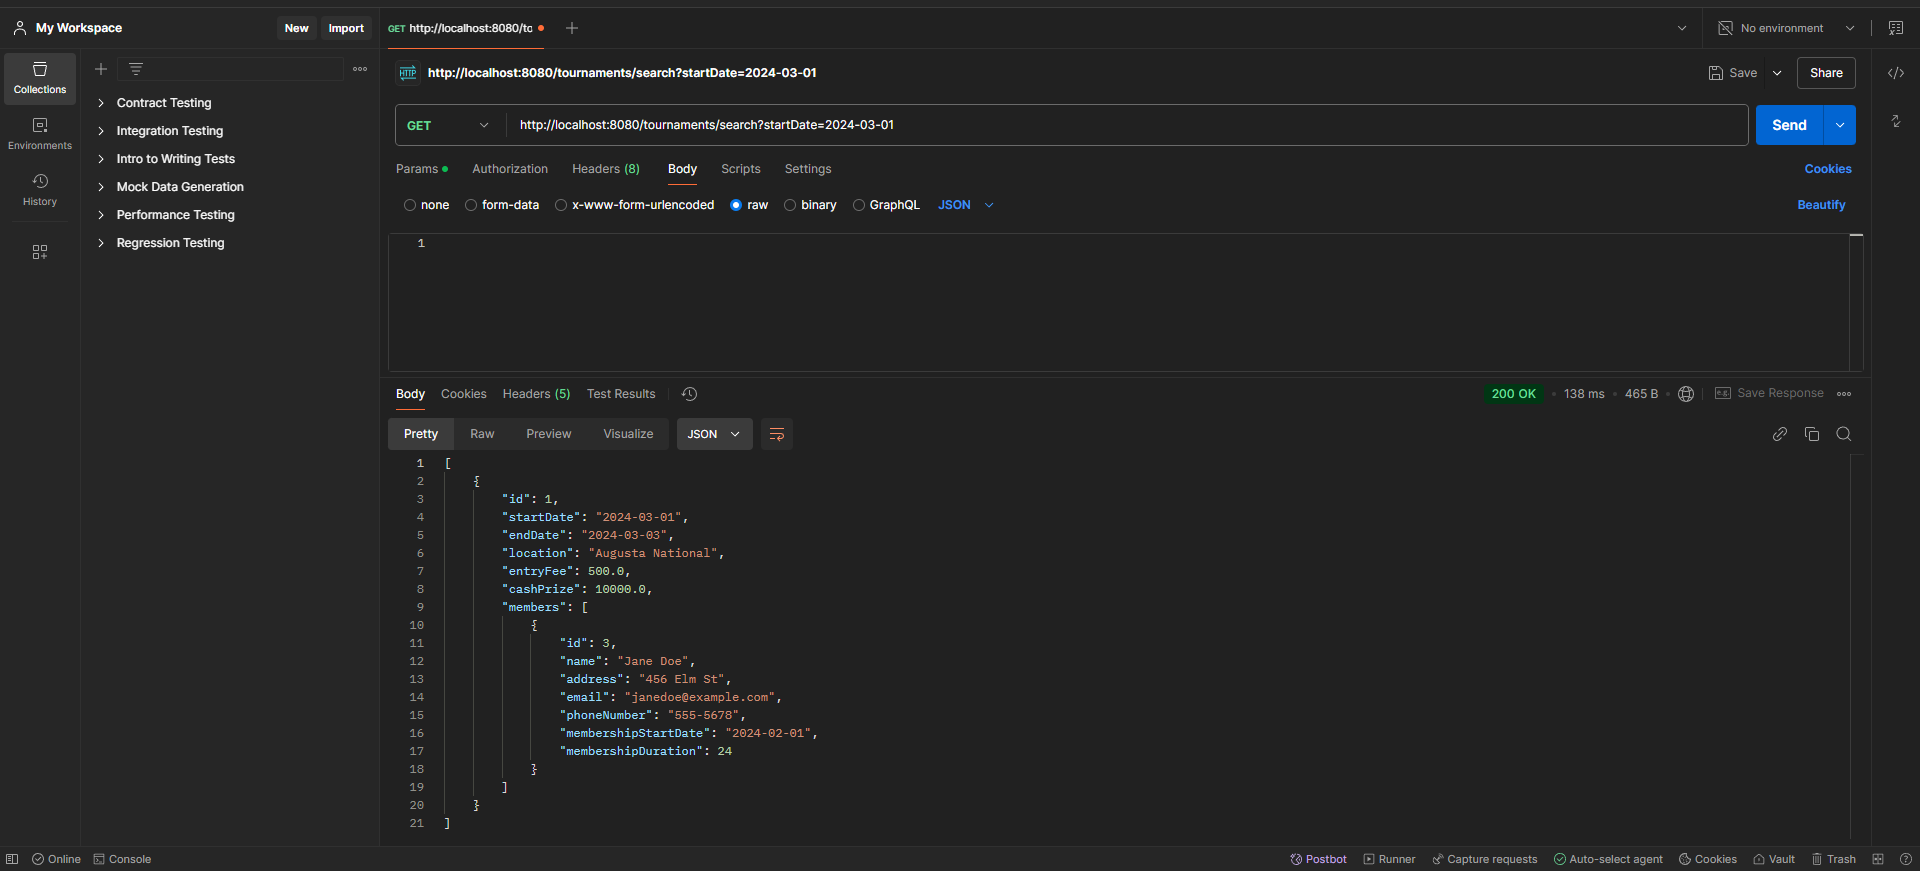 My Workspace New Import GET http://localhost:8080/to No environment
HTTP http://localhost:8080/tournaments/search?startDate=2024-03-01 Save Share
Collections
Environments
History
Contract Testing
Integration Testing
Intro to Writing Tests
Mock Data Generation
Performance Testing
Regression Testing
GET http://localhost:8080/tournaments/search?startDate=2024-03-01 Send
Params Authorization Headers (8) Body Scripts Settings Cookies
none form-data x-www-form-urlencoded raw binary GraphQL JSON Beautify
1
Body Cookies Headers (5) Test Results 200 OK 138 ms 465 B Save Response
Pretty Raw Preview Visualize JSON
1 [
2 {
3 "id": 1,
4 "startDate": "2024-03-01",
5 "endDate": "2024-03-03",
6 "location": "Augusta National",
7 "entryFee": 500.0,
8 "cashPrize": 10000.0,
9 "members": [
10 {
11 "id": 3,
12 "name": "Jane Doe",
13 "address": "456 Elm St",
14 "email": "janedoe@example.com",
15 "phoneNumber": "555-5678",
16 "membershipStartDate": "2024-02-01",
17 "membershipDuration": 24
18 }
19 ]
20 }
21 ]
Online Console Postbot Runner Capture requests Auto-select agent Cookies Vault Trash